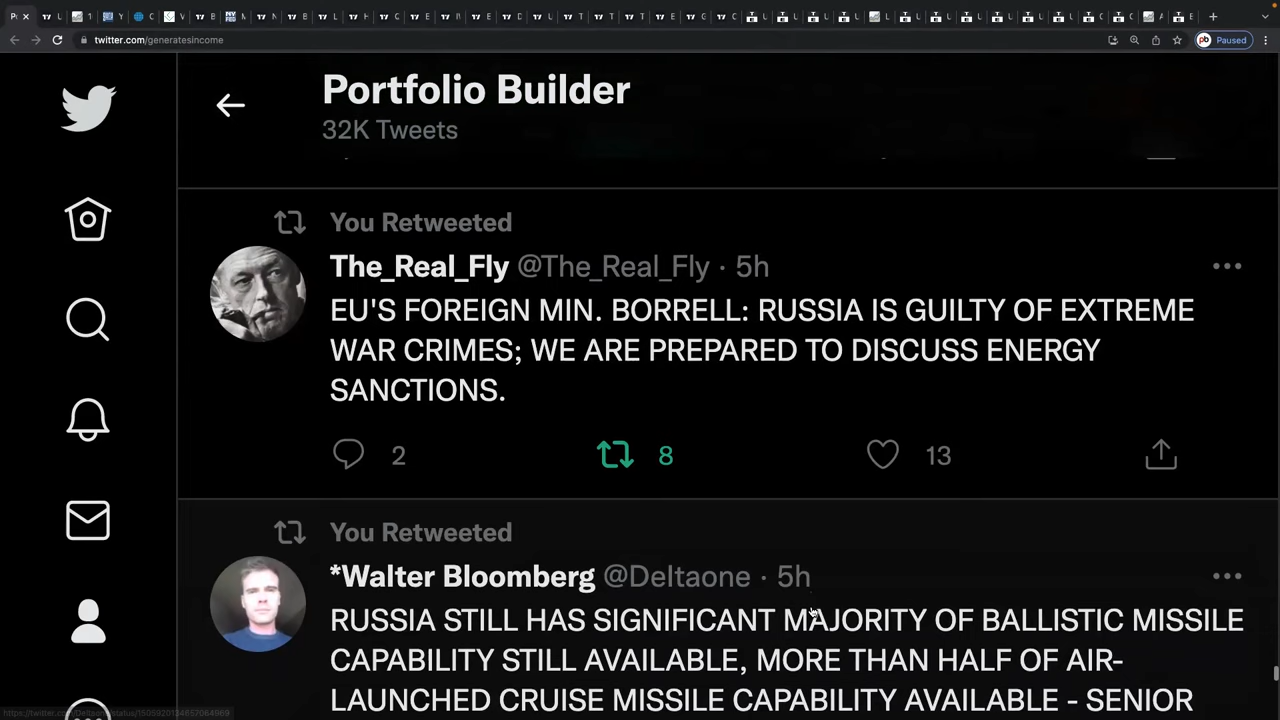 twitter.com/generatesincome
Paused
Portfolio Builder
32K Tweets
You Retweeted
The_Real_Fly @The_Real_Fly · 5h
EU'S FOREIGN MIN. BORRELL: RUSSIA IS GUILTY OF EXTREME
WAR CRIMES; WE ARE PREPARED TO DISCUSS ENERGY
SANCTIONS.
2 8 13
You Retweeted
*Walter Bloomberg @Deltaone · 5h
RUSSIA STILL HAS SIGNIFICANT MAJORITY OF BALLISTIC MISSILE
CAPABILITY STILL AVAILABLE, MORE THAN HALF OF AIR-
LAUNCHED CRUISE MISSILE CAPABILITY AVAILABLE - SENIOR